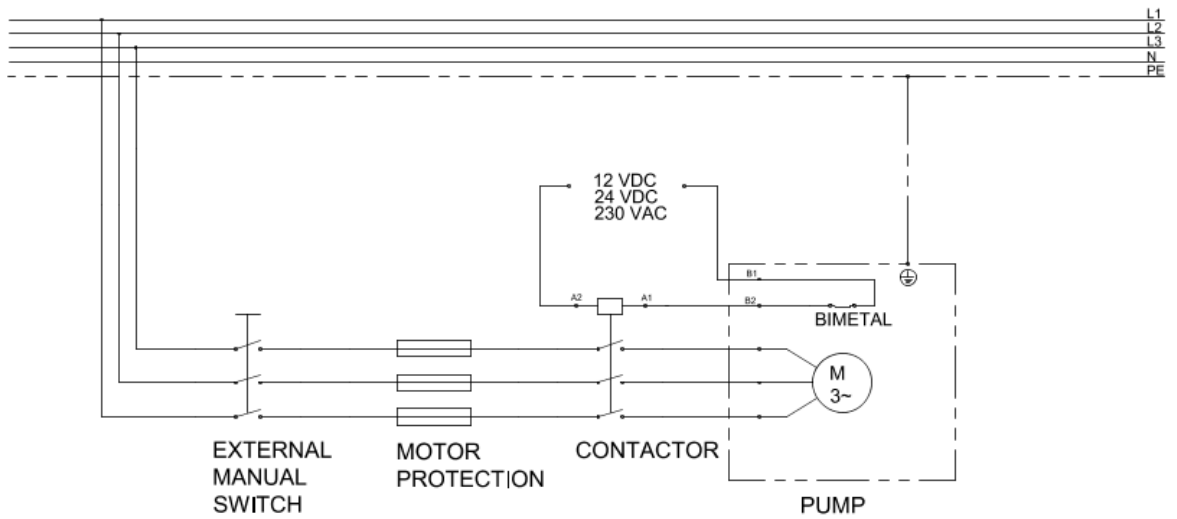 L1
L2
L3
N
PE
12 VDC
24 VDC
230 VAC
B1
A2
A1
B2
BIMETAL
M
3~
EXTERNAL
MANUAL
SWITCH
MOTOR
PROTECTION
CONTACTOR
PUMP